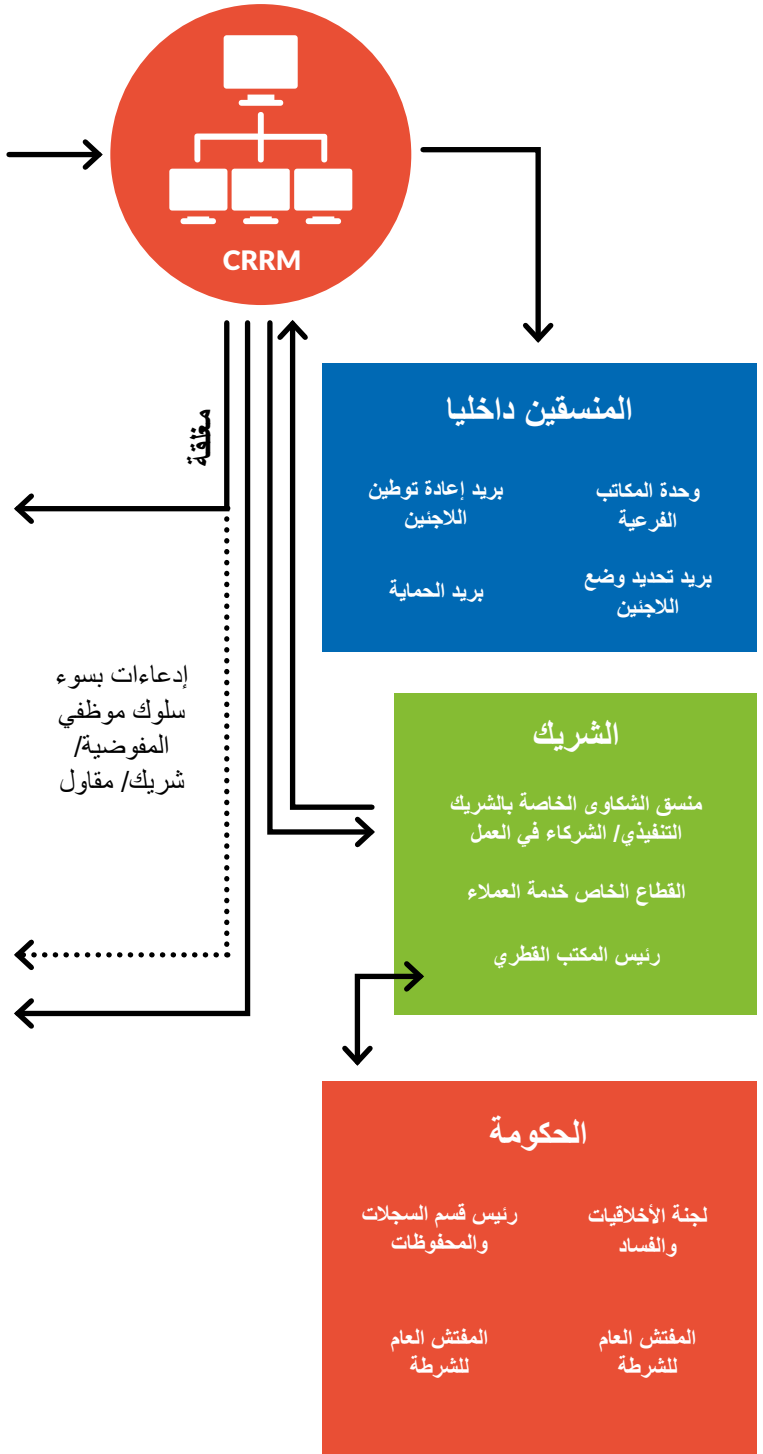 CRRM
مغلقة
المنسقين داخليا
وحدة المكاتب
الفرعية
بريد إعادة توطين
اللاجئين
بريد تحديد وضع
اللاجئين
بريد الحماية
إدعاءات بسوء
سلوك موظفي
المفوضية/
شريك/ مقاول
الشريك
منسق الشكاوى الخاصة بالشريك
التنفيذي/ الشركاء في العمل
القطاع الخاص خدمة العملاء
رئيس المكتب القطري
الحكومة
لجنة الأخلاقيات
والفساد
رئيس قسم السجلات
والمحفوظات
المفتش العام
للشرطة
المفتش العام
للشرطة